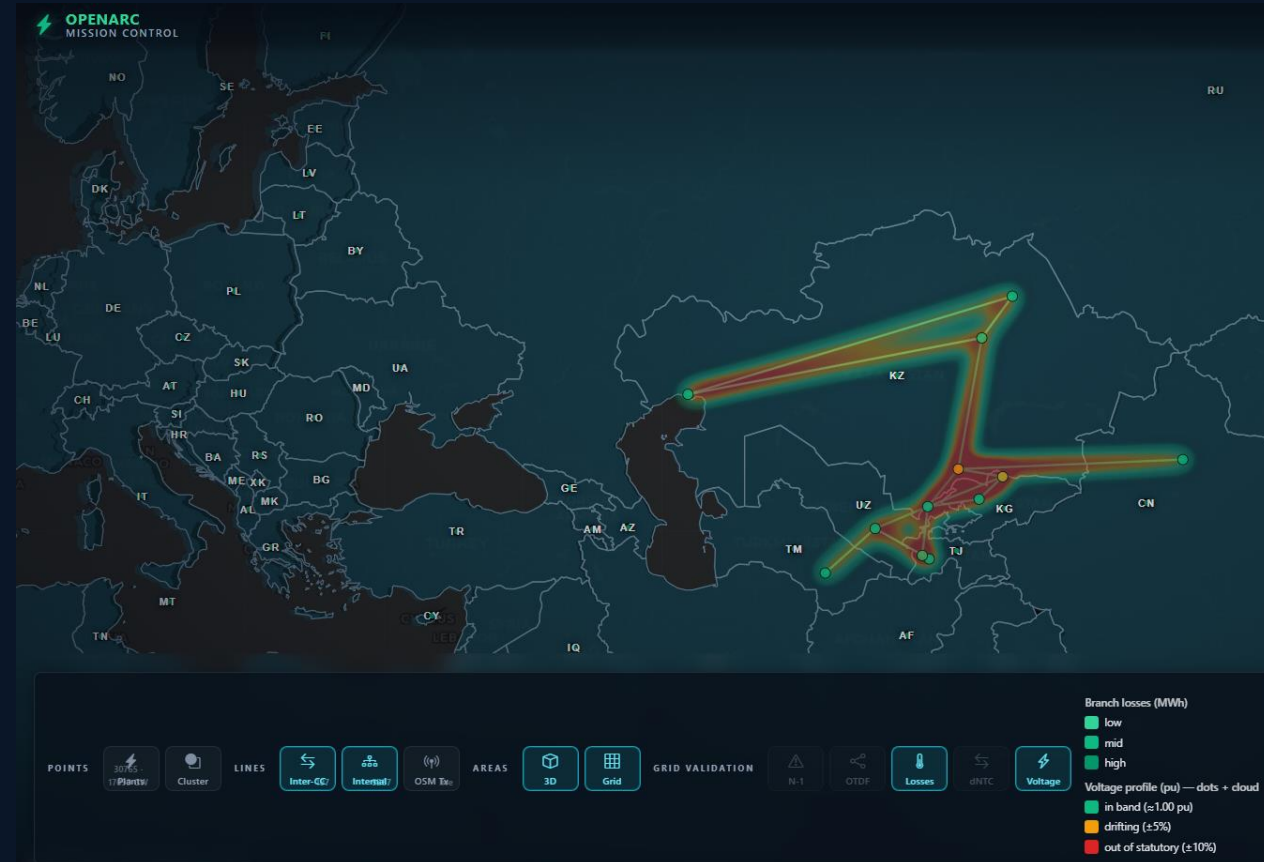 OPENARC
MISSION CONTROL
FI
NO
SE
RU
EE
LV
DK
LT
BY
NL
PL
DE
BE
LU
CZ
SK
UA
AT
MD
KZ
CH
HU
SI
RO
HR
BA
RS
BG
ME
XK
IT
MK
AL
GE
UZ
CN
KG
TR
AM
AZ
GR
TM
TJ
MT
CY
LEB
TN
AF
IQ
POINTS
Plants
Cluster
LINES
Inter-CC
Internal
OSM Tx
AREAS
3D
Grid
GRID VALIDATION
N-1
OTDF
Losses
dNTC
Voltage
Branch losses (MWh)
low
mid
high
Voltage profile (pu) — dots + cloud
in band (≈1.00 pu)
drifting (±5%)
out of statutory (±10%)